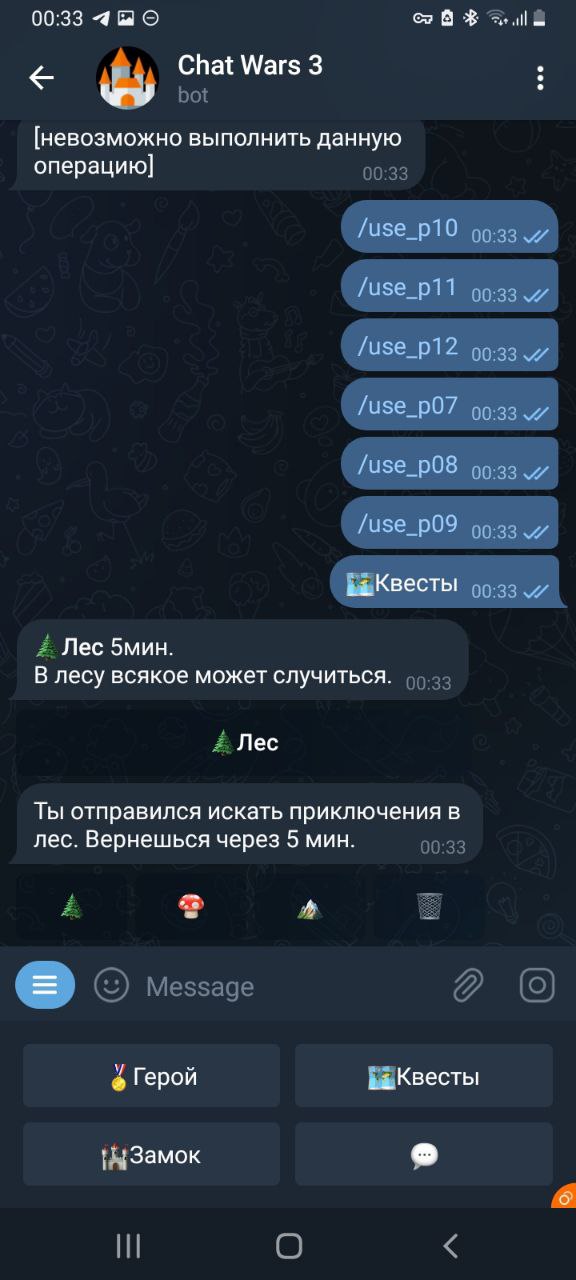 00:33
Chat Wars 3
bot
[невозможно выполнить данную
операцию]
00:33
/use_p10 00:33
/use_p11 00:33
/use_p12 00:33
/use_p07 00:33
/use_p08 00:33
/use_p09 00:33
Квесты 00:33
Лес 5мин.
В лесу всякое может случиться. 00:33
Лес
Ты отправился искать приключения в
лес. Вернешься через 5 мин. 00:33
Message
Герой
Квесты
Замок